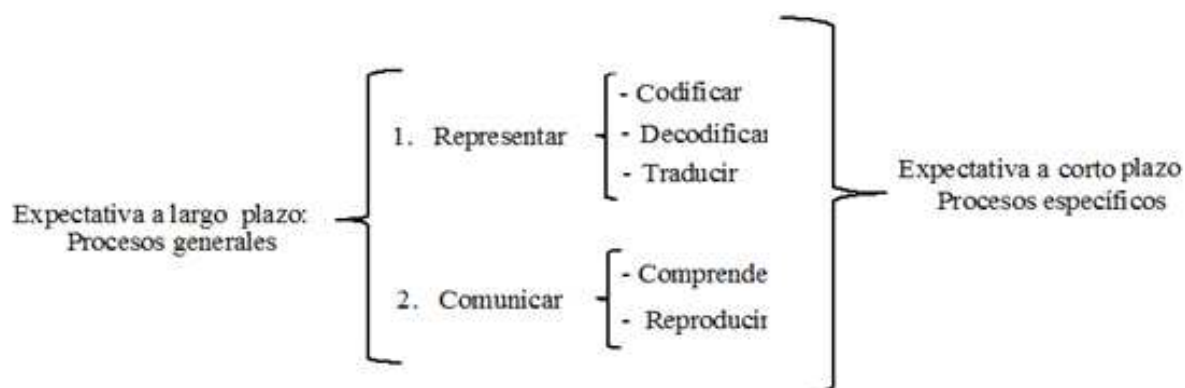 Expectativa a largo plazo:
Procesos generales
1. Representar
- Codificar
- Decodificar
- Traducir
2. Comunicar
- Comprende
- Reproducir
Expectativa a corto plazo
Procesos específicos